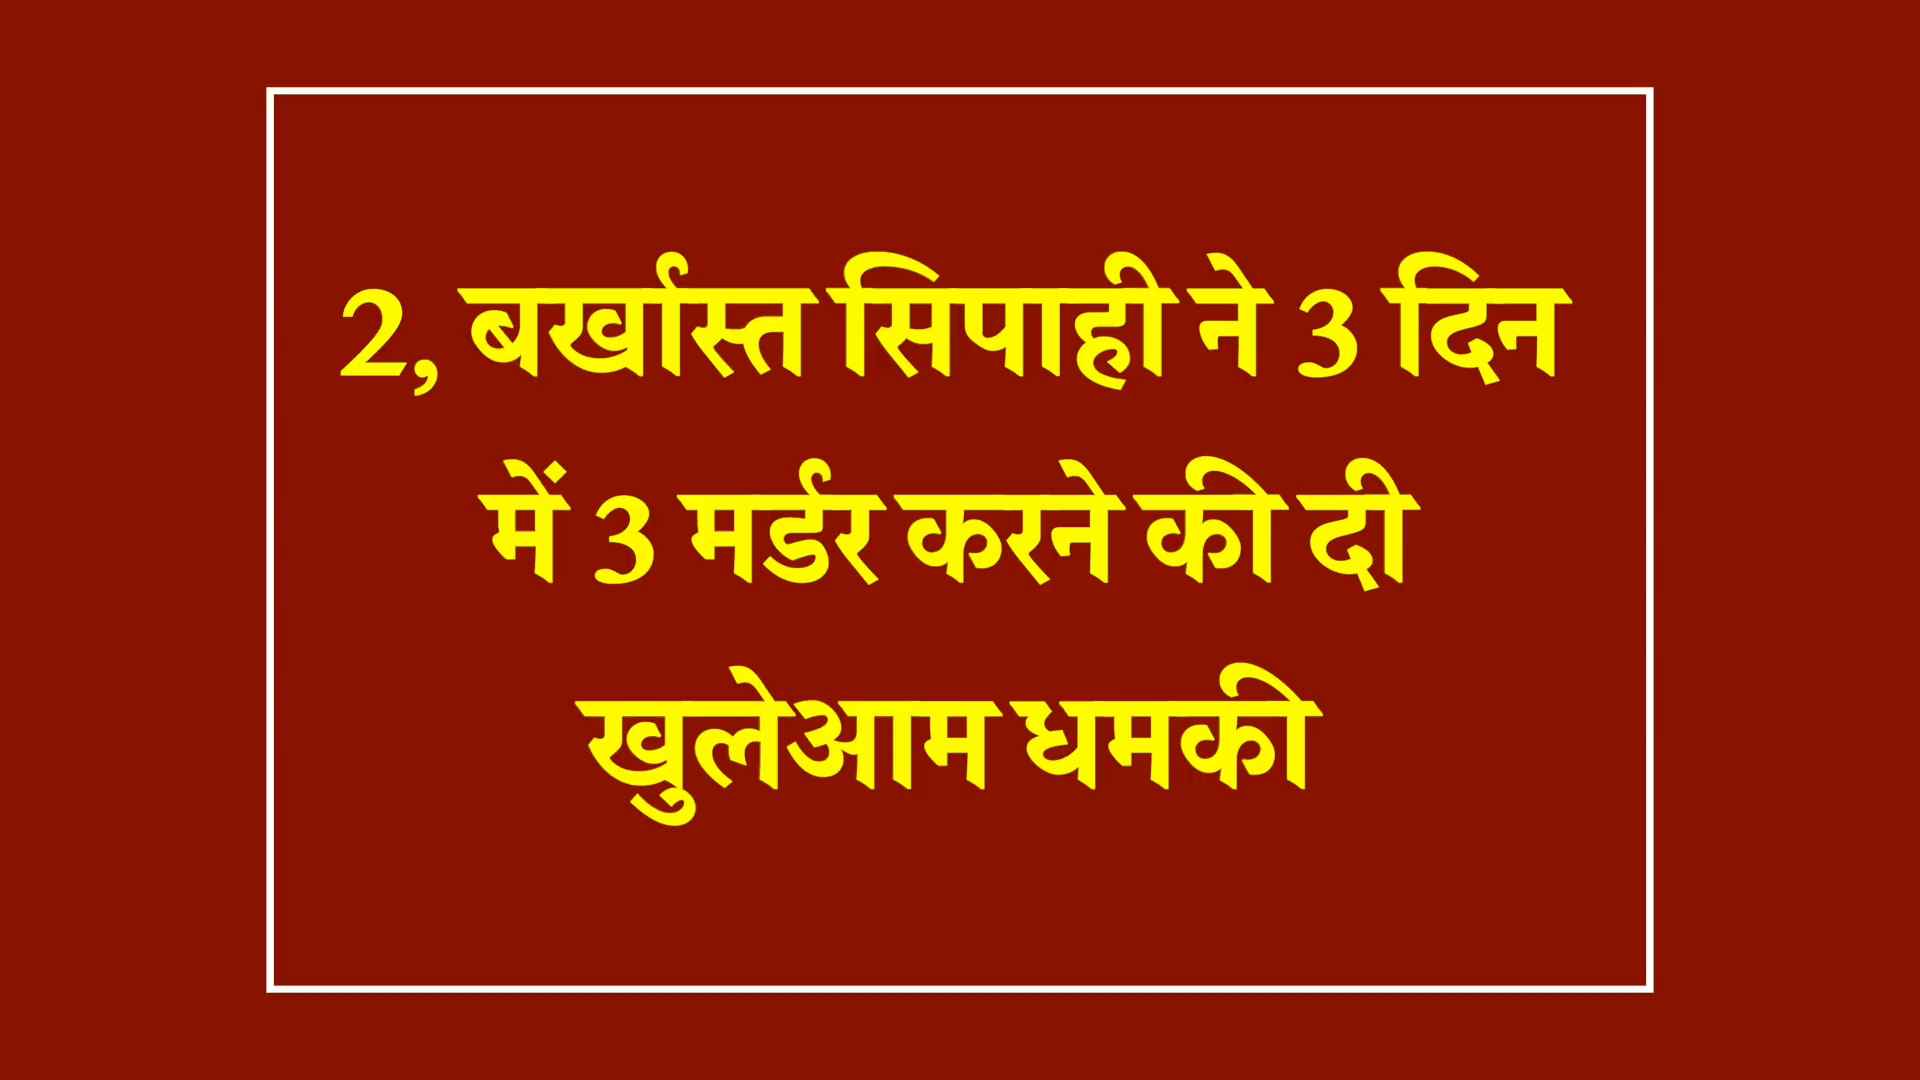 2, बर्खास्त सिपाही ने 3 दिन
में 3 मर्डर करने की दी
खुलेआम धमकी